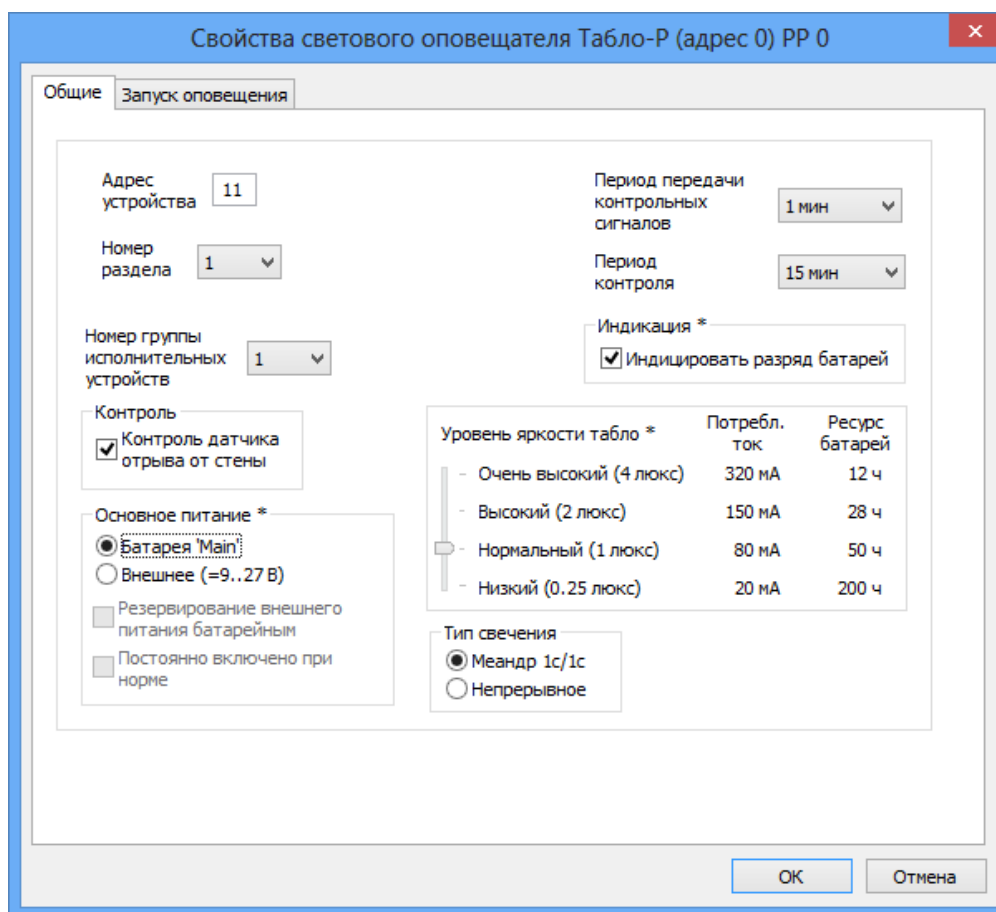 Свойства светового оповещателя Табло-Р (адрес 0) РР 0
Общие
Запуск оповещения
Адрес
устройства
11
Номер
раздела
1
Номер группы
исполнительных
устройств
1
Период передачи
контрольных
сигналов
1 мин
Период
контроля
15 мин
Индикация *
Индицировать разряд батарей
Контроль
Контроль датчика
отрыва от стены
Основное питание *
Батарея 'Main'
Внешнее (=9..27 В)
Резервирование внешнего
питания батарейным
Постоянно включено при
норме
Уровень яркости табло *
Потребл.
ток
Ресурс
батарей
Очень высокий (4 люкс) 320 мА 12 ч
Высокий (2 люкс) 150 мА 28 ч
Нормальный (1 люкс) 80 мА 50 ч
Низкий (0.25 люкс) 20 мА 200 ч
Тип свечения
Меандр 1с/1с
Непрерывное
ОК
Отмена